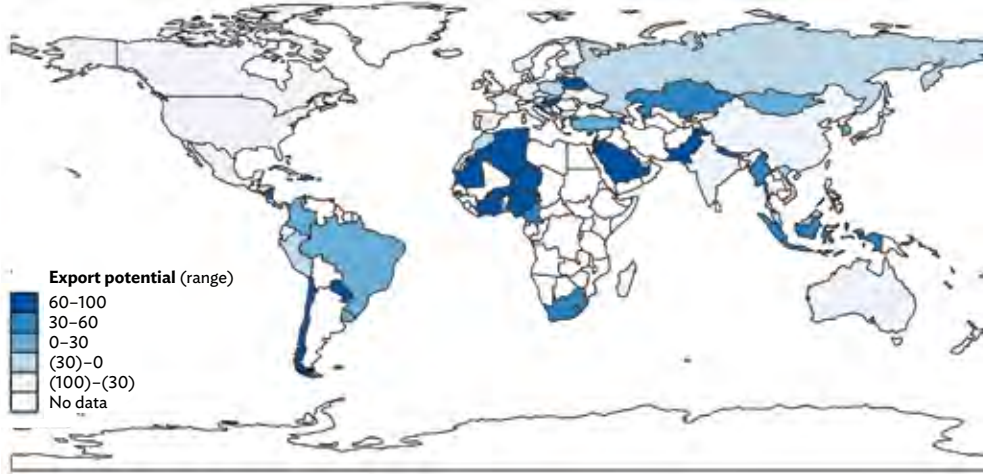 Export potential (range)
60–100
30–60
0–30
(30)–0
(100)–(30)
No data